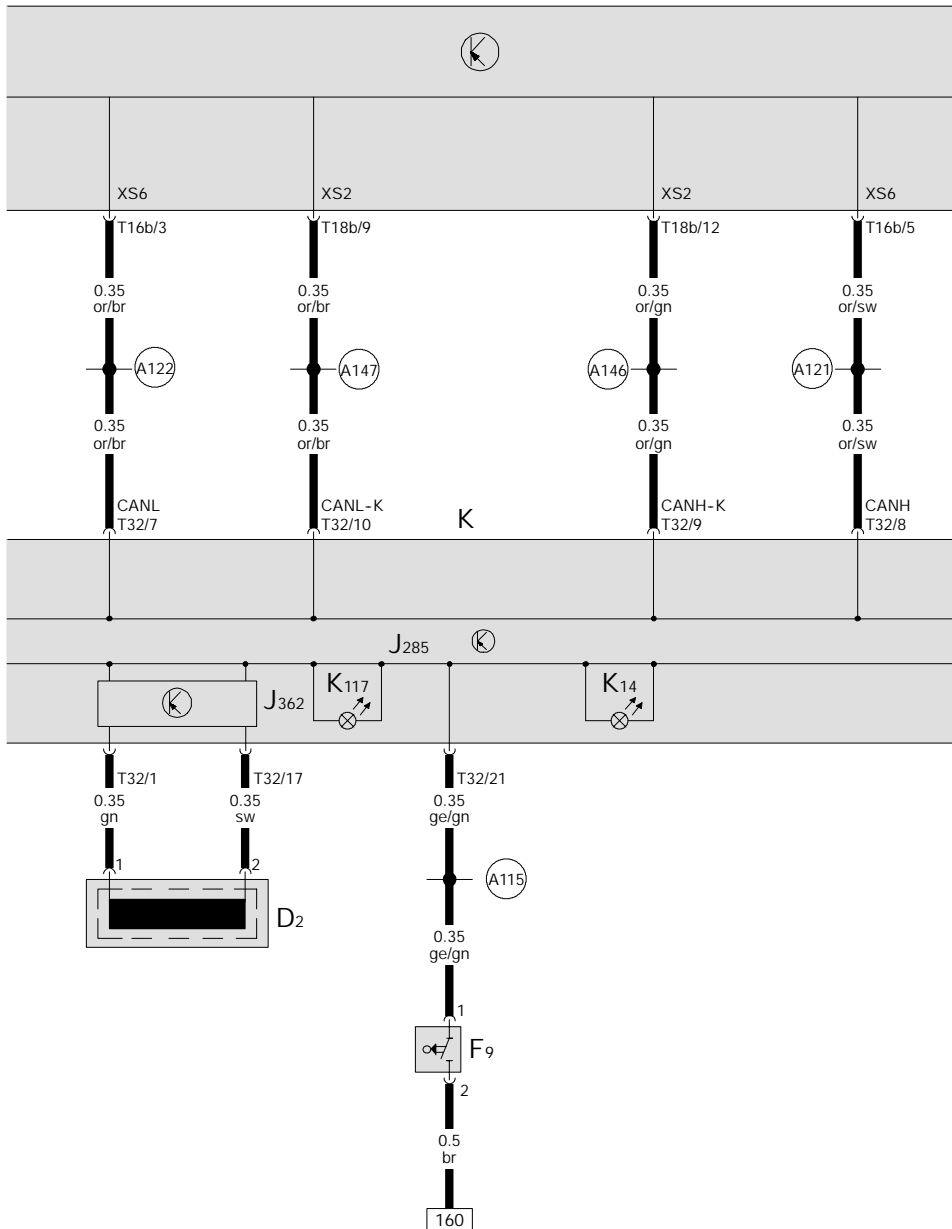 XS6 XS2 XS2 XS6
T16b/3 T18b/9 T18b/12 T16b/5
0.35 0.35 0.35 0.35
or/br or/br or/gn or/sw
A122 A147 A146 A121
0.35 0.35 0.35 0.35
or/br or/br or/gn or/sw
CANL CANL-K CANH-K CANH
T32/7 T32/10 K T32/9 T32/8
J285
K117 K14
J362
T32/1 T32/17 T32/21
0.35 0.35 0.35
gn sw ge/gn
1 2
A115
D2
0.35
ge/gn
1
F9
2
0.5
br
160